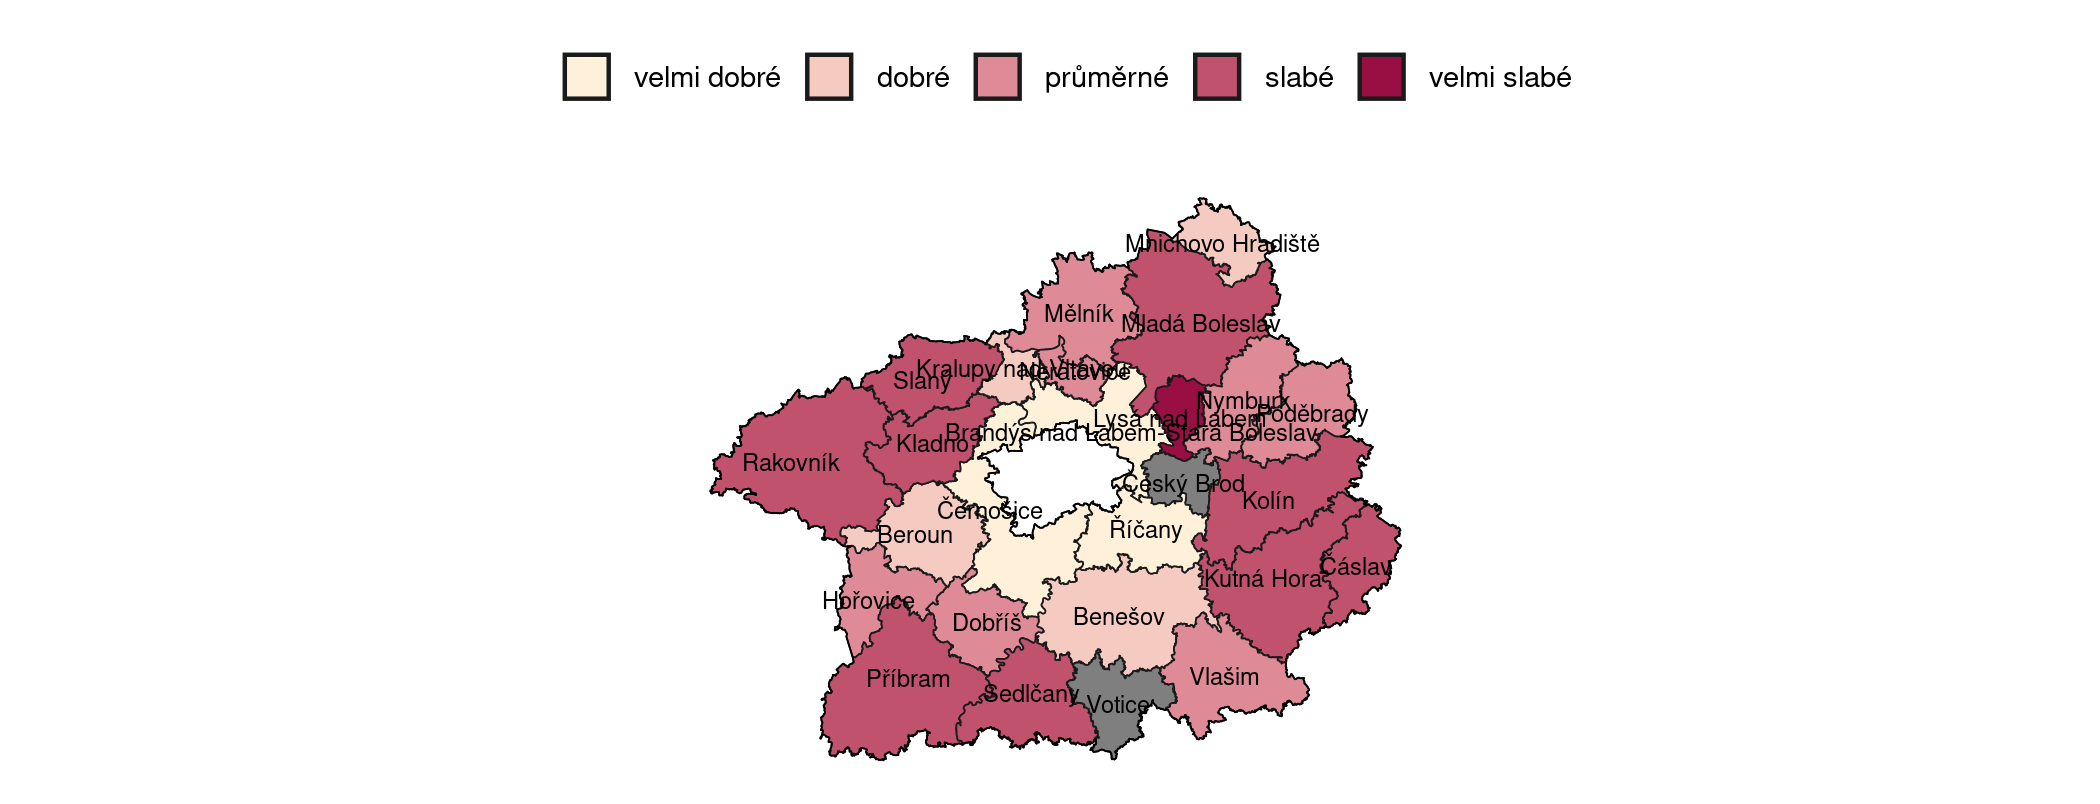 velmi dobré
dobré
průměrné
slabé
velmi slabé
Mnichovo Hradiště
Mělník
Mladá Boleslav
Kralupy nad Vltavou
Neratovice
Slaný
Nymburk
Poděbrady
Lysá nad Labem
Brandýs nad Labem-Stará Boleslav
Kladno
Rakovník
Český Brod
Kolín
Černošice
Říčany
Beroun
Čáslav
Kutná Hora
Hořovice
Benešov
Dobříš
Vlašim
Příbram
Sedlčany
Votice